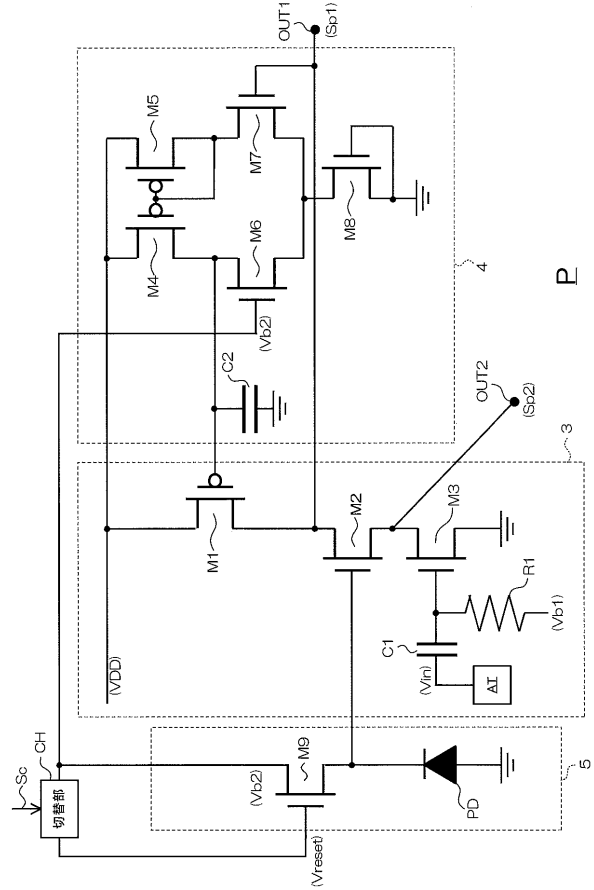 Sc
CH
切替部
(Vreset)
(Vb2)
M9
PD
5
(VDD)
M1
M2
M3
C1
(Vin)
AI
R1
(Vb1)
3
OUT2
(Sp2)
C2
(Vb2)
M4
M5
M6
M7
M8
4
OUT1
(Sp1)
P